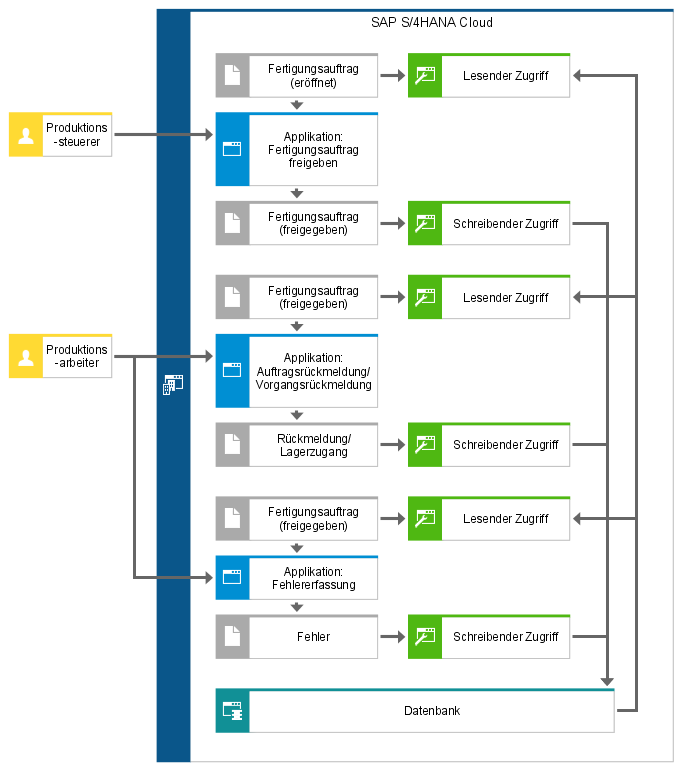 SAP S/4HANA Cloud
Fertigungsauftrag
(eröffnet)
Lesender Zugriff
Produktions
-steuerer
Applikation:
Fertigungsauftrag
freigeben
Fertigungsauftrag
(freigegeben)
Schreibender Zugriff
Fertigungsauftrag
(freigegeben)
Lesender Zugriff
Produktions
-arbeiter
Applikation:
Auftragsrückmeldung/
Vorgangsrückmeldung
Rückmeldung/
Lagerzugang
Schreibender Zugriff
Fertigungsauftrag
(freigegeben)
Lesender Zugriff
Applikation:
Fehlererfassung
Fehler
Schreibender Zugriff
Datenbank